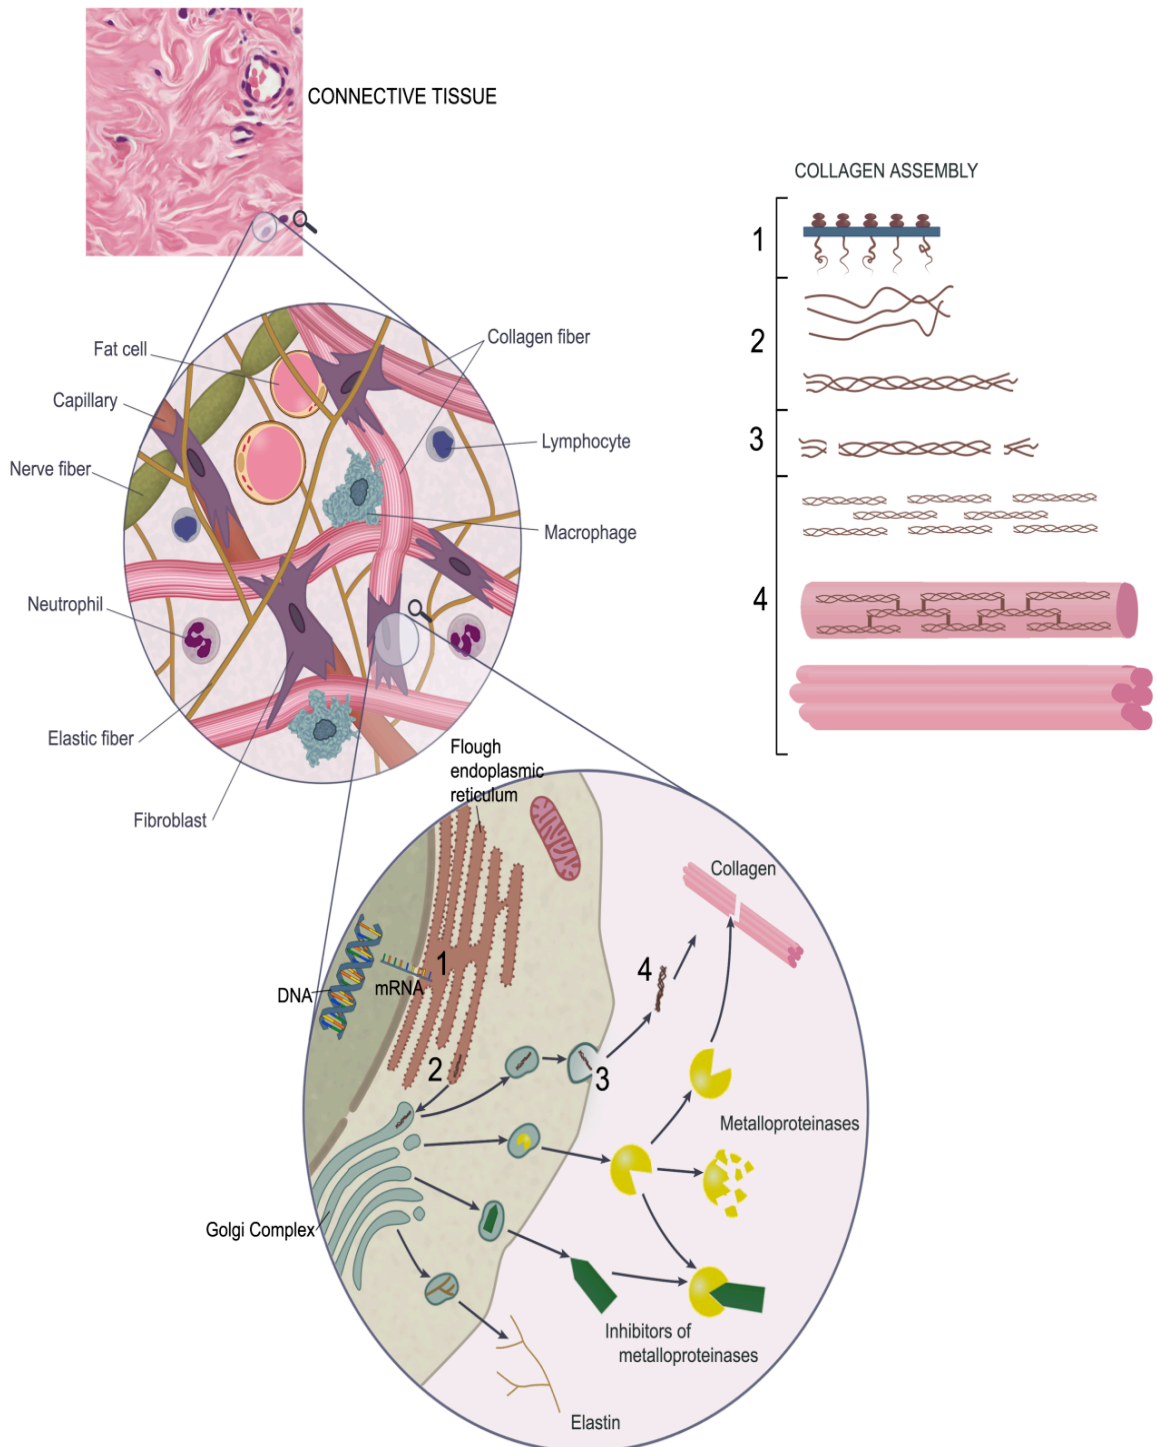 CONNECTIVE TISSUE
COLLAGEN ASSEMBLY
1
2
3
4
Fat cell
Collagen fiber
Capillary
Lymphocyte
Nerve fiber
Macrophage
Neutrophil
Elastic fiber
Fibroblast
Flough
endoplasmic
reticulum
Collagen
1
4
DNA
mRNA
2
3
Metalloproteinases
Golgi Complex
Inhibitors of
metalloproteinases
Elastin